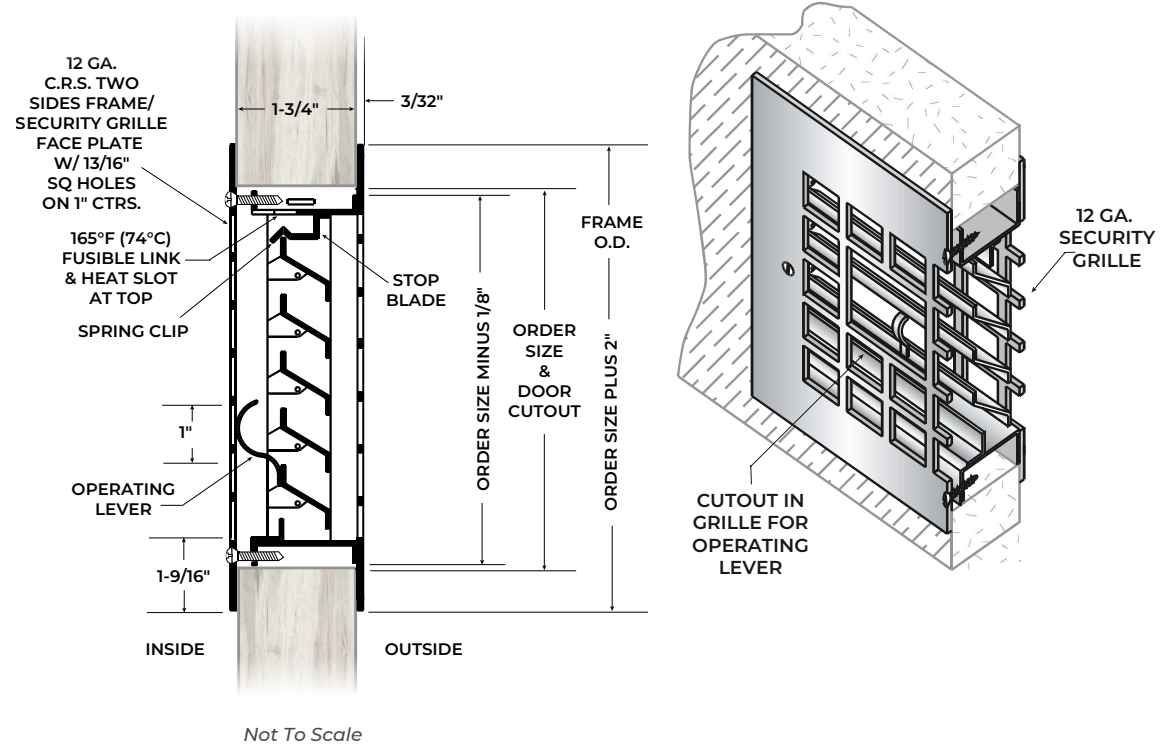 12 GA.
C.R.S. TWO
SIDES FRAME/
SECURITY GRILLE
FACE PLATE
W/ 13/16"
SQ HOLES
ON 1" CTRS.
165°F (74°C)
FUSIBLE LINK
& HEAT SLOT
AT TOP
SPRING CLIP
1"
OPERATING
LEVER
1-9/16"
INSIDE
1-3/4"
3/32"
STOP
BLADE
ORDER SIZE MINUS 1/8"
ORDER
SIZE
&
DOOR
CUTOUT
FRAME
O.D.
ORDER SIZE PLUS 2"
OUTSIDE
Not To Scale
12 GA.
SECURITY
GRILLE
CUTOUT IN
GRILLE FOR
OPERATING
LEVER